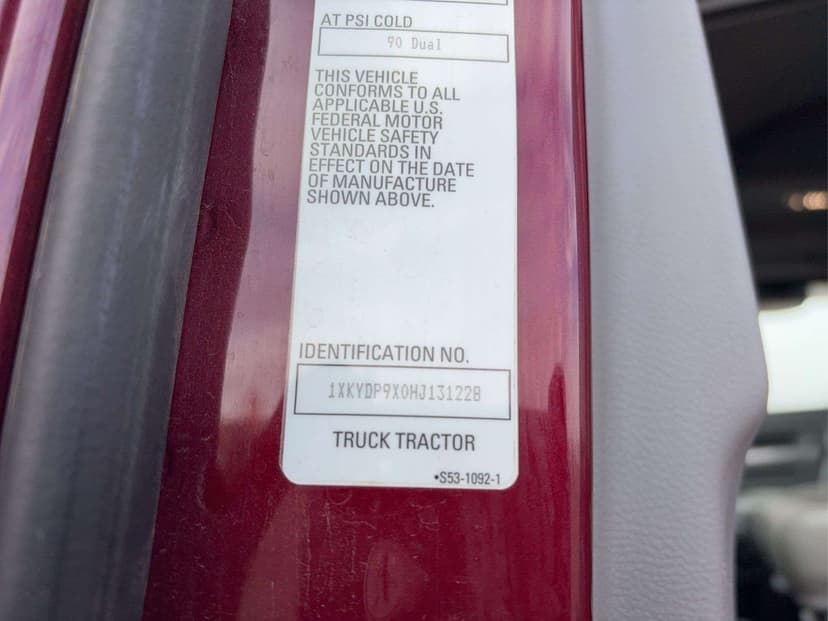 AT PSI COLD
90 Dual
THIS VEHICLE
CONFORMS TO ALL
APPLICABLE U.S.
FEDERAL MOTOR
VEHICLE SAFETY
STANDARDS IN
EFFECT ON THE DATE
OF MANUFACTURE
SHOWN ABOVE.
IDENTIFICATION NO.
1XKYDP9X0HJ131228
TRUCK TRACTOR
•S53-1092-1